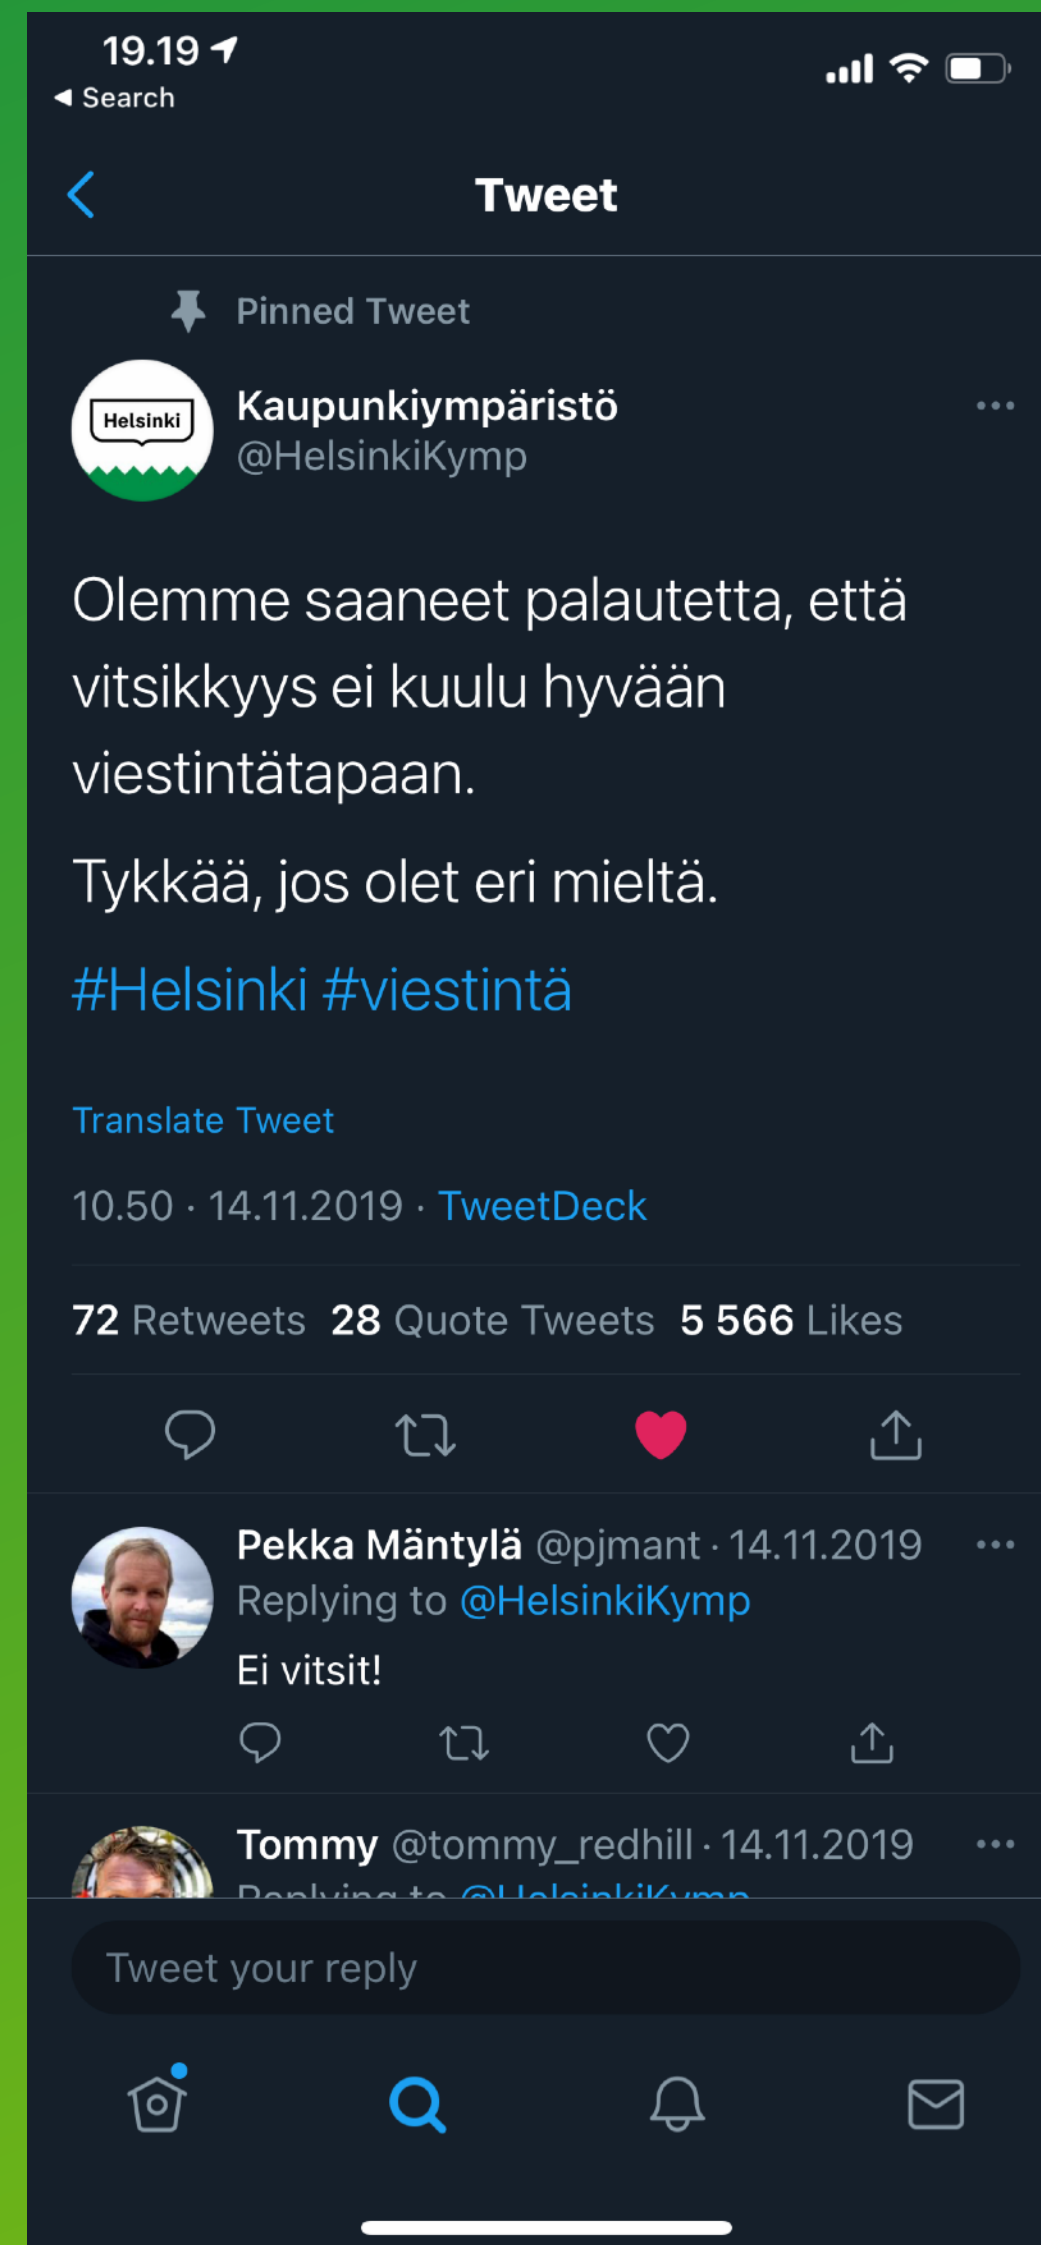 19.19
Search
Tweet
Pinned Tweet
Helsinki
Kaupunkiympäristö
@HelsinkiKymp
Olemme saaneet palautetta, että
vitsikkyys ei kuulu hyvään
viestintätapaan.
Tykkää, jos olet eri mieltä.
#Helsinki #viestintä
Translate Tweet
10.50 · 14.11.2019 · TweetDeck
72 Retweets 28 Quote Tweets 5 566 Likes
Pekka Mäntylä @pjmant · 14.11.2019
Replying to @HelsinkiKymp
Ei vitsit!
Tommy @tommy_redhill · 14.11.2019
Replying to @HelsinkiKymp
Tweet your reply